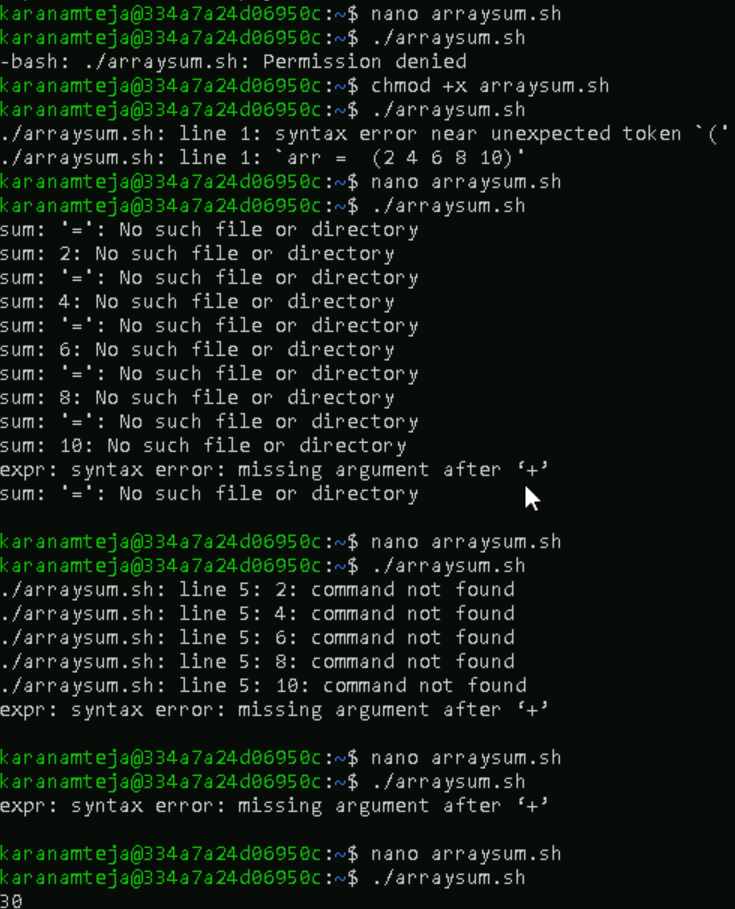 karanamteja@334a7a24d06950c:~$ nano arraysum.sh
karanamteja@334a7a24d06950c:~$ ./arraysum.sh
-bash: ./arraysum.sh: Permission denied
karanamteja@334a7a24d06950c:~$ chmod +x arraysum.sh
karanamteja@334a7a24d06950c:~$ ./arraysum.sh
./arraysum.sh: line 1: syntax error near unexpected token `('
./arraysum.sh: line 1: `arr =  (2 4 6 8 10)'
karanamteja@334a7a24d06950c:~$ nano arraysum.sh
karanamteja@334a7a24d06950c:~$ ./arraysum.sh
sum: '=': No such file or directory
sum: 2: No such file or directory
sum: '=': No such file or directory
sum: 4: No such file or directory
sum: '=': No such file or directory
sum: 6: No such file or directory
sum: '=': No such file or directory
sum: 8: No such file or directory
sum: '=': No such file or directory
sum: 10: No such file or directory
expr: syntax error: missing argument after ‘+’
sum: '=': No such file or directory
karanamteja@334a7a24d06950c:~$ nano arraysum.sh
karanamteja@334a7a24d06950c:~$ ./arraysum.sh
./arraysum.sh: line 5: 2: command not found
./arraysum.sh: line 5: 4: command not found
./arraysum.sh: line 5: 6: command not found
./arraysum.sh: line 5: 8: command not found
./arraysum.sh: line 5: 10: command not found
expr: syntax error: missing argument after ‘+’
karanamteja@334a7a24d06950c:~$ nano arraysum.sh
karanamteja@334a7a24d06950c:~$ ./arraysum.sh
expr: syntax error: missing argument after ‘+’
karanamteja@334a7a24d06950c:~$ nano arraysum.sh
karanamteja@334a7a24d06950c:~$ ./arraysum.sh
30